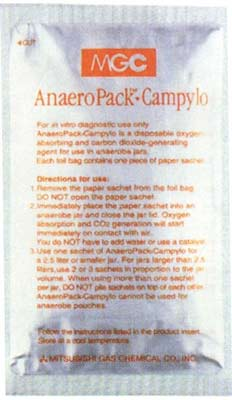 CUT
MGC
AnaeroPack™·Campylo
For in vitro diagnostic use only
AnaeroPack-Campylo is a disposable oxygen
absorbing and carbon dioxide-generating
agent for use in anaerobe jars.
Each foil bag contains one piece of paper sachet.
Directions for use:
1. Remove the paper sachet from the foil bag.
DO NOT open the paper sachet.
2. Immediately place the paper sachet into an
anaerobe jar and close the jar lid. Oxygen
absorption and CO2 generation will start
immediately on contact with air.
You do NOT have to add water or use a catalyst.
3. Use one sachet of AnaeroPack-Campylo for
a 2.5 liter or smaller jar. For jars larger than 2.5
liters, use 2 or 3 sachets in proportion to the jar
volume. When using more than one sachet
per jar, DO NOT pile sachets on top of each other.
AnaeroPack-Campylo cannot be used for
anaerobe pouches.
Follow the instructions listed in the product insert.
Store at a cool temperature.
MITSUBISHI GAS CHEMICAL CO., INC.